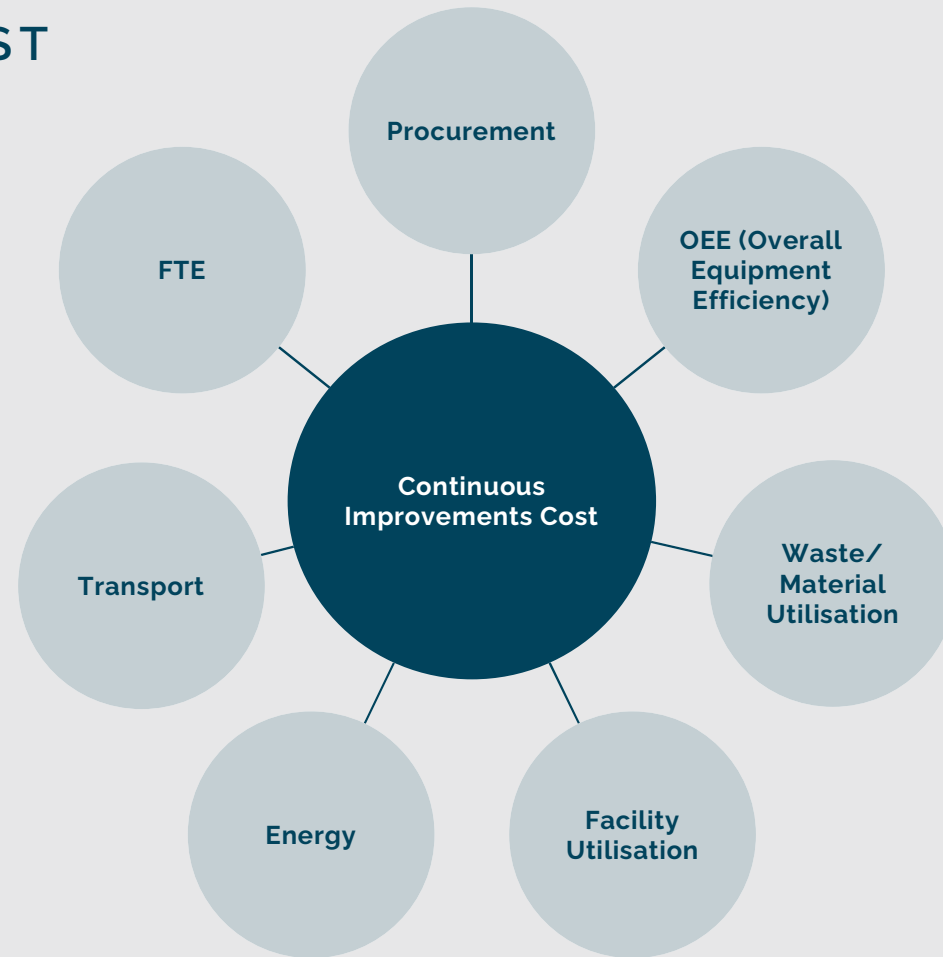 ST
Procurement
OEE (Overall
Equipment
Efficiency)
FTE
Continuous
Improvements Cost
Waste/
Material
Utilisation
Transport
Facility
Utilisation
Energy